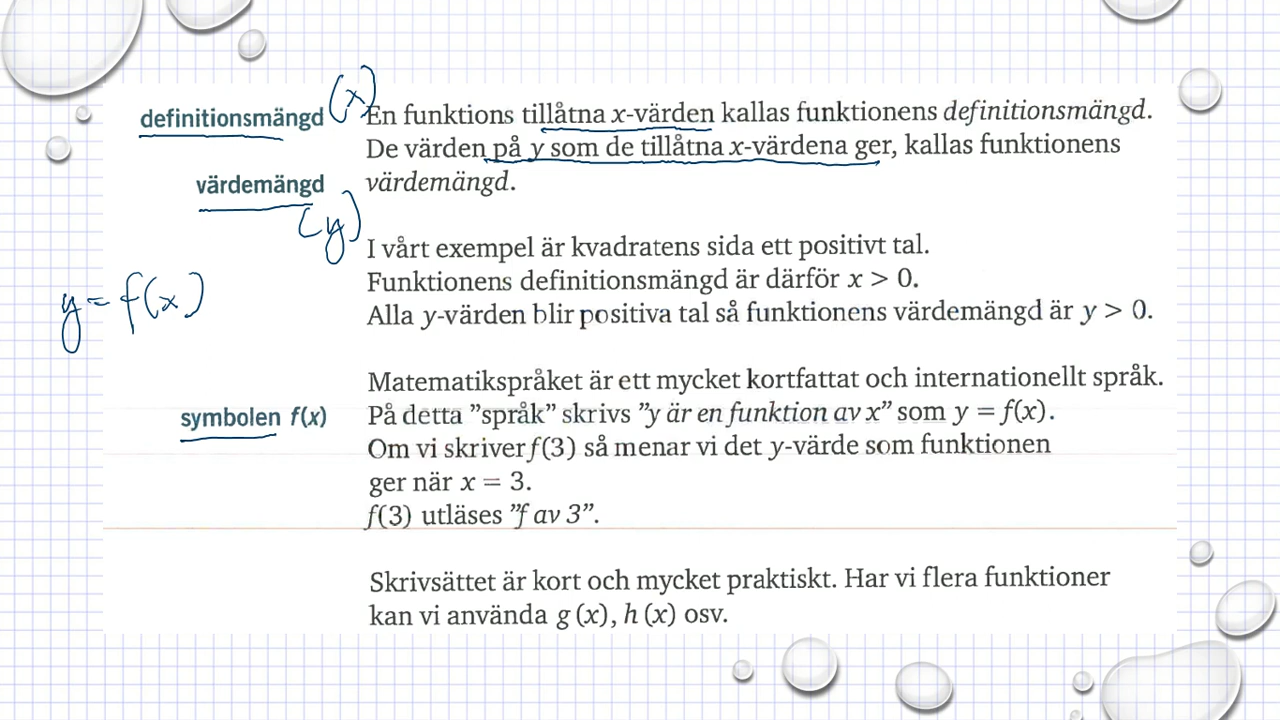 definitionsmängd (x) En funktions tillåtna x-värden kallas funktionens definitionsmängd.
De värden på y som de tillåtna x-värdena ger, kallas funktionens
värdemängd värdemängd.
(y)
I vårt exempel är kvadratens sida ett positivt tal.
Funktionens definitionsmängd är därför x > 0.
y = f(x)
Alla y-värden blir positiva tal så funktionens värdemängd är y > 0.
Matematikspråket är ett mycket kortfattat och internationellt språk.
symbolen f(x) På detta ”språk” skrivs ”y är en funktion av x” som y = f(x).
Om vi skriver f(3) så menar vi det y-värde som funktionen
ger när x = 3.
f(3) utläses ”f av 3”.
Skrivsättet är kort och mycket praktiskt. Har vi flera funktioner
kan vi använda g (x), h (x) osv.